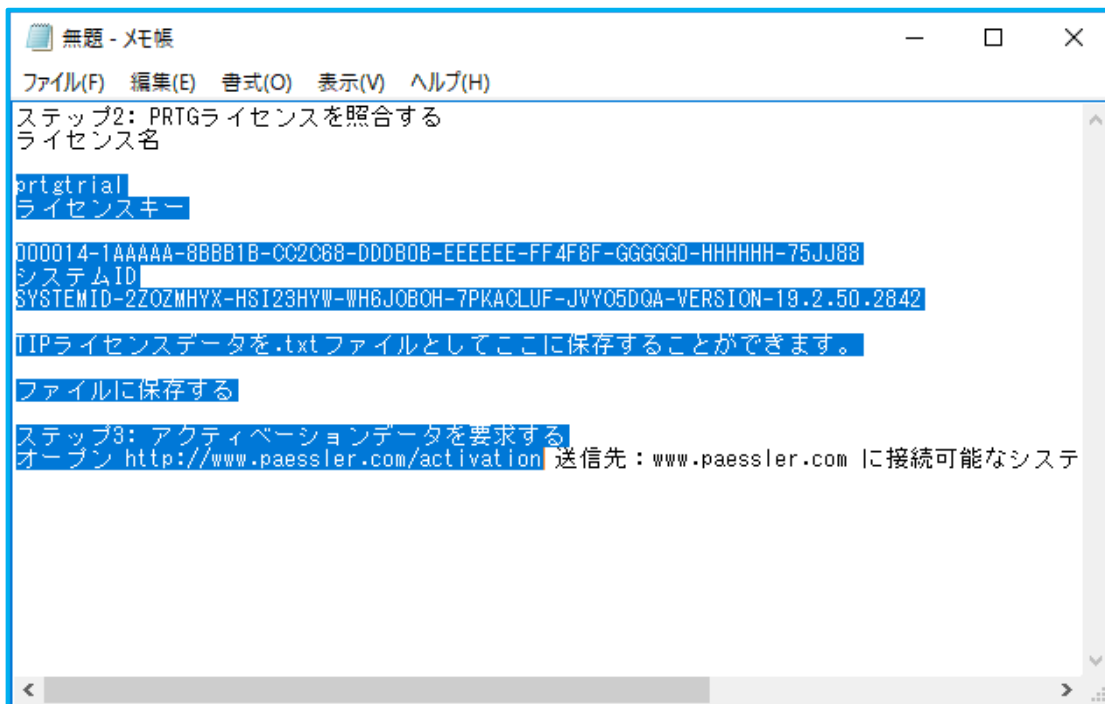 無題 - メモ帳
ファイル(F) 編集(E) 書式(O) 表示(V) ヘルプ(H)
ステップ2: PRTGライセンスを照合する
ライセンス名
prtgtrial
ライセンスキー
000014-1AAAAA-8BBB1B-CC2C68-DDDB0B-EEEEEE-FF4F6F-GGGGG0-HHHHHH-75JJ88
システムID
SYSTEMID-2ZOZMHYX-HSI23HYW-WH6JOBOH-7PKACLUF-JVYO5DQA-VERSION-19.2.50.2842
TIPライセンスデータを.txtファイルとしてここに保存することができます。
ファイルに保存する
ステップ3: アクティベーションデータを要求する
オープン http://www.paessler.com/activation 送信先：www.paessler.com に接続可能なシステ